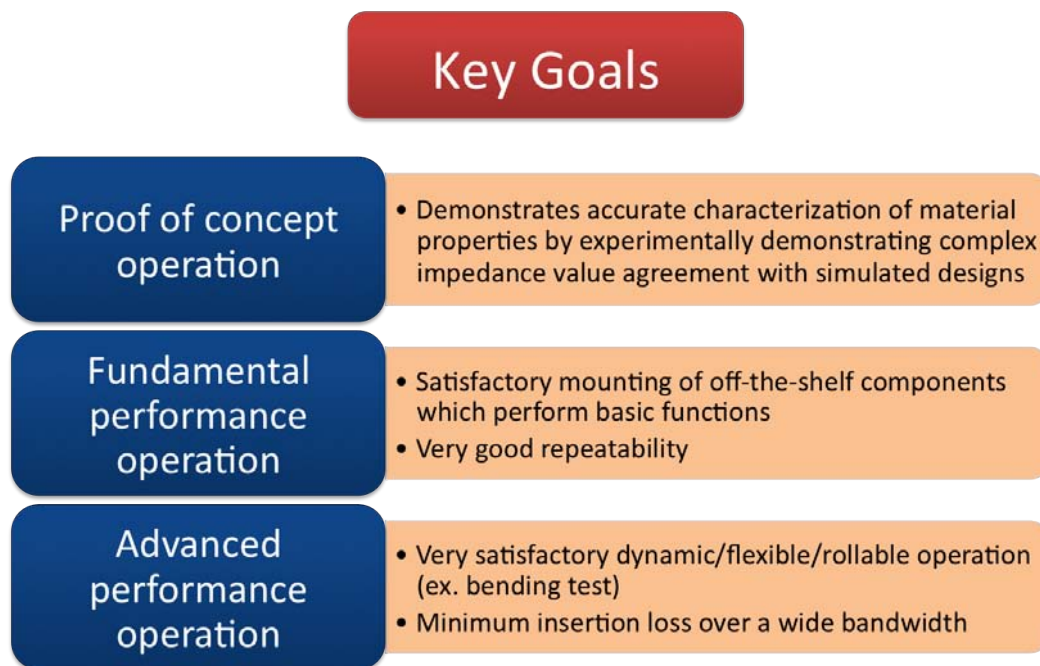 Key Goals
Proof of concept
operation
• Demonstrates accurate characterization of material
properties by experimentally demonstrating complex
impedance value agreement with simulated designs
Fundamental
performance
operation
• Satisfactory mounting of off-the-shelf components
which perform basic functions
• Very good repeatability
Advanced
performance
operation
• Very satisfactory dynamic/flexible/rollable operation
(ex. bending test)
• Minimum insertion loss over a wide bandwidth